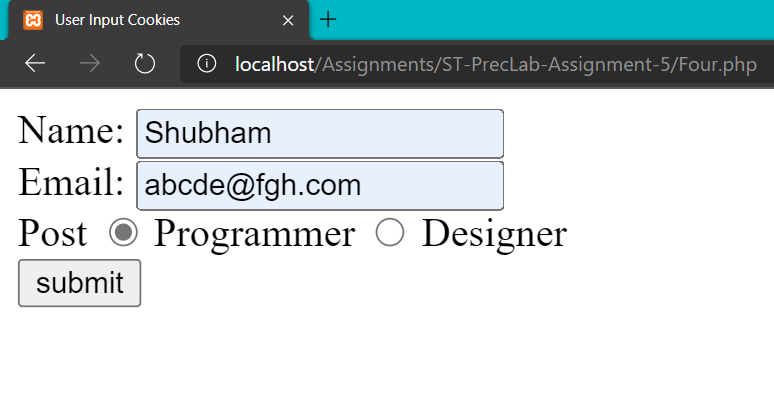 User Input Cookies
localhost/Assignments/ST-PrecLab-Assignment-5/Four.php
Name: Shubham
Email: abcde@fgh.com
Post Programmer Designer
submit